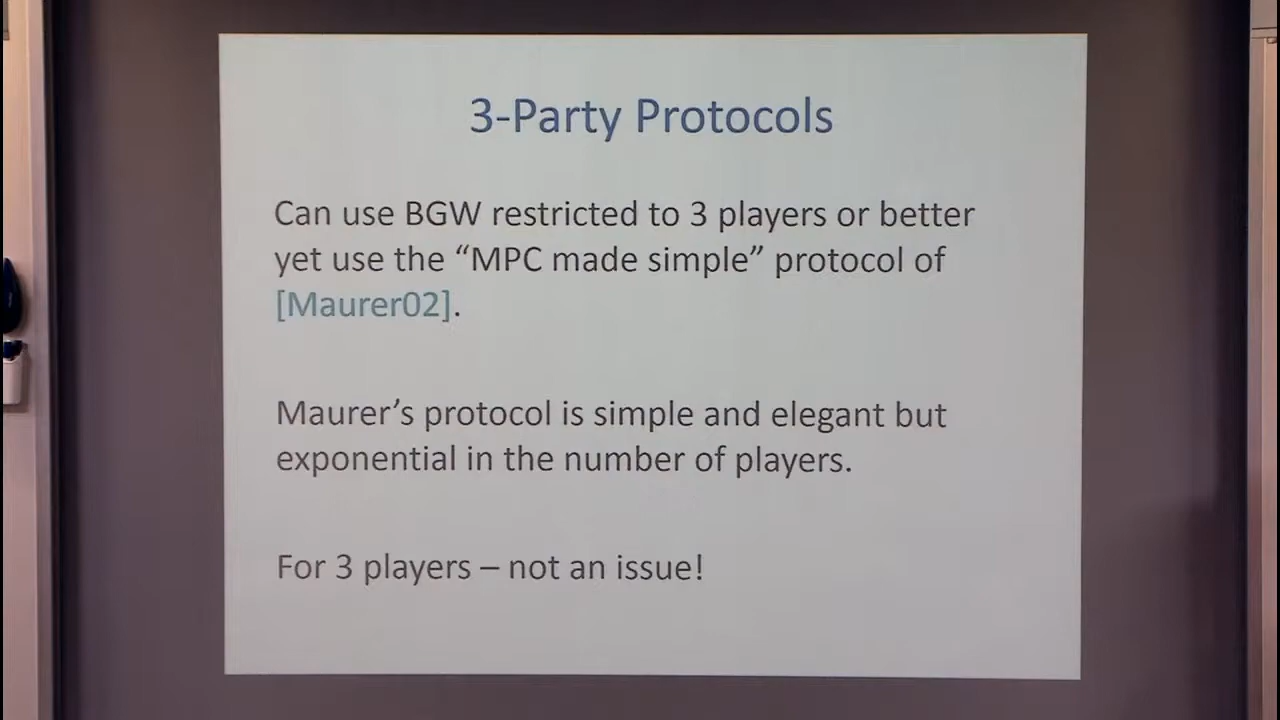 3-Party Protocols
Can use BGW restricted to 3 players or better
yet use the “MPC made simple” protocol of
[Maurer02].
Maurer’s protocol is simple and elegant but
exponential in the number of players.
For 3 players – not an issue!